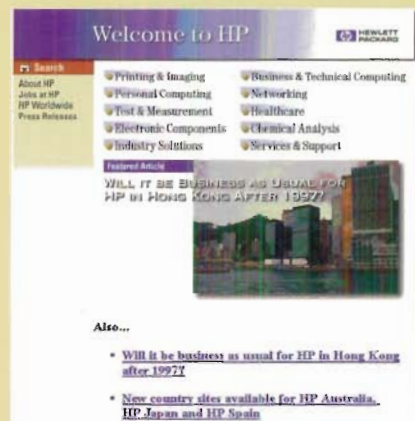 Welcome to HP
HEWLETT
PACKARD
Search
About HP
Jobs at HP
HP Worldwide
Press Releases
Printing & Imaging
Personal Computing
Test & Measurement
Electronic Components
Industry Solutions
Business & Technical Computing
Networking
Healthcare
Chemical Analysis
Services & Support
Featured Article
WILL IT BE BUSINESS AS USUAL FOR
HP IN HONG KONG AFTER 1997?
Also...
Will it be business as usual for HP in Hong Kong
after 1997?
New country sites available for HP Australia,
HP Japan and HP Spain